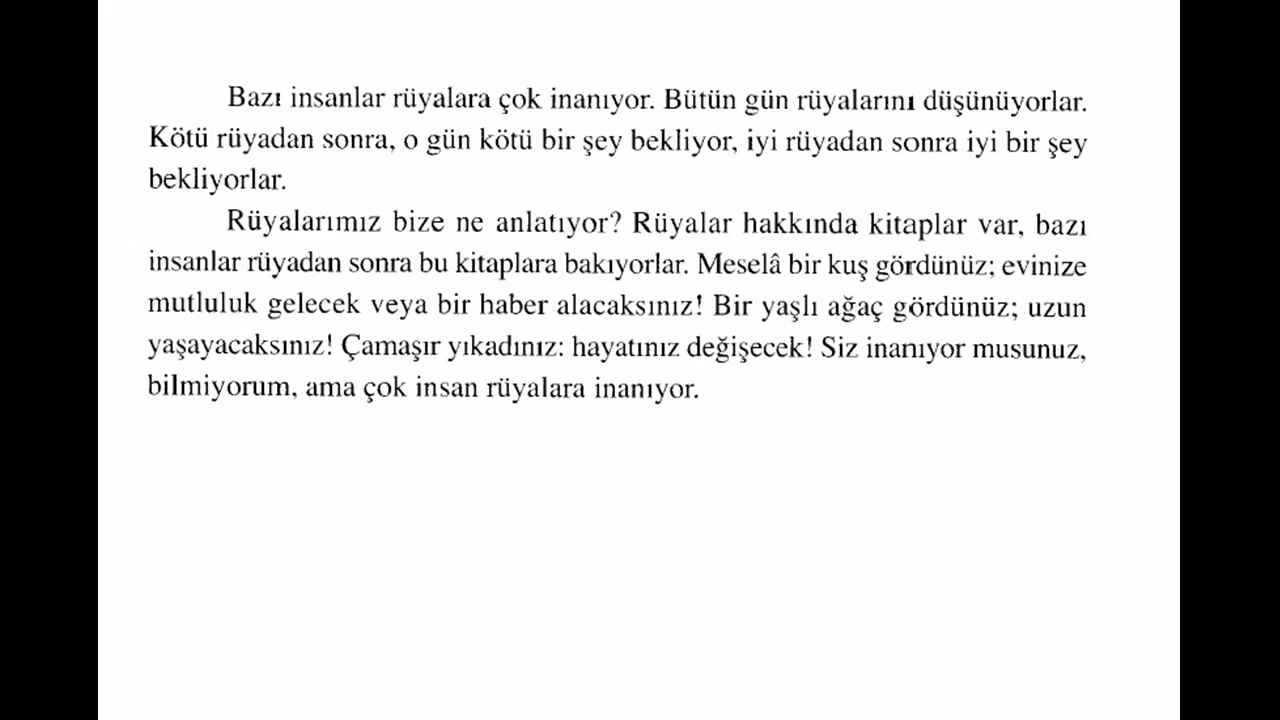 Bazı insanlar rüyalara çok inanıyor. Bütün gün rüyalarını düşünüyorlar.
Kötü rüyadan sonra, o gün kötü bir şey bekliyor, iyi rüyadan sonra iyi bir şey
bekliyorlar.
Rüyalarımız bize ne anlatıyor? Rüyalar hakkında kitaplar var, bazı
insanlar rüyadan sonra bu kitaplara bakıyorlar. Meselâ bir kuş gördünüz; evinize
mutluluk gelecek veya bir haber alacaksınız! Bir yaşlı ağaç gördünüz; uzun
yaşayacaksınız! Çamaşır yıkadınız: hayatınız değişecek! Siz inanıyor musunuz,
bilmiyorum, ama çok insan rüyalara inanıyor.